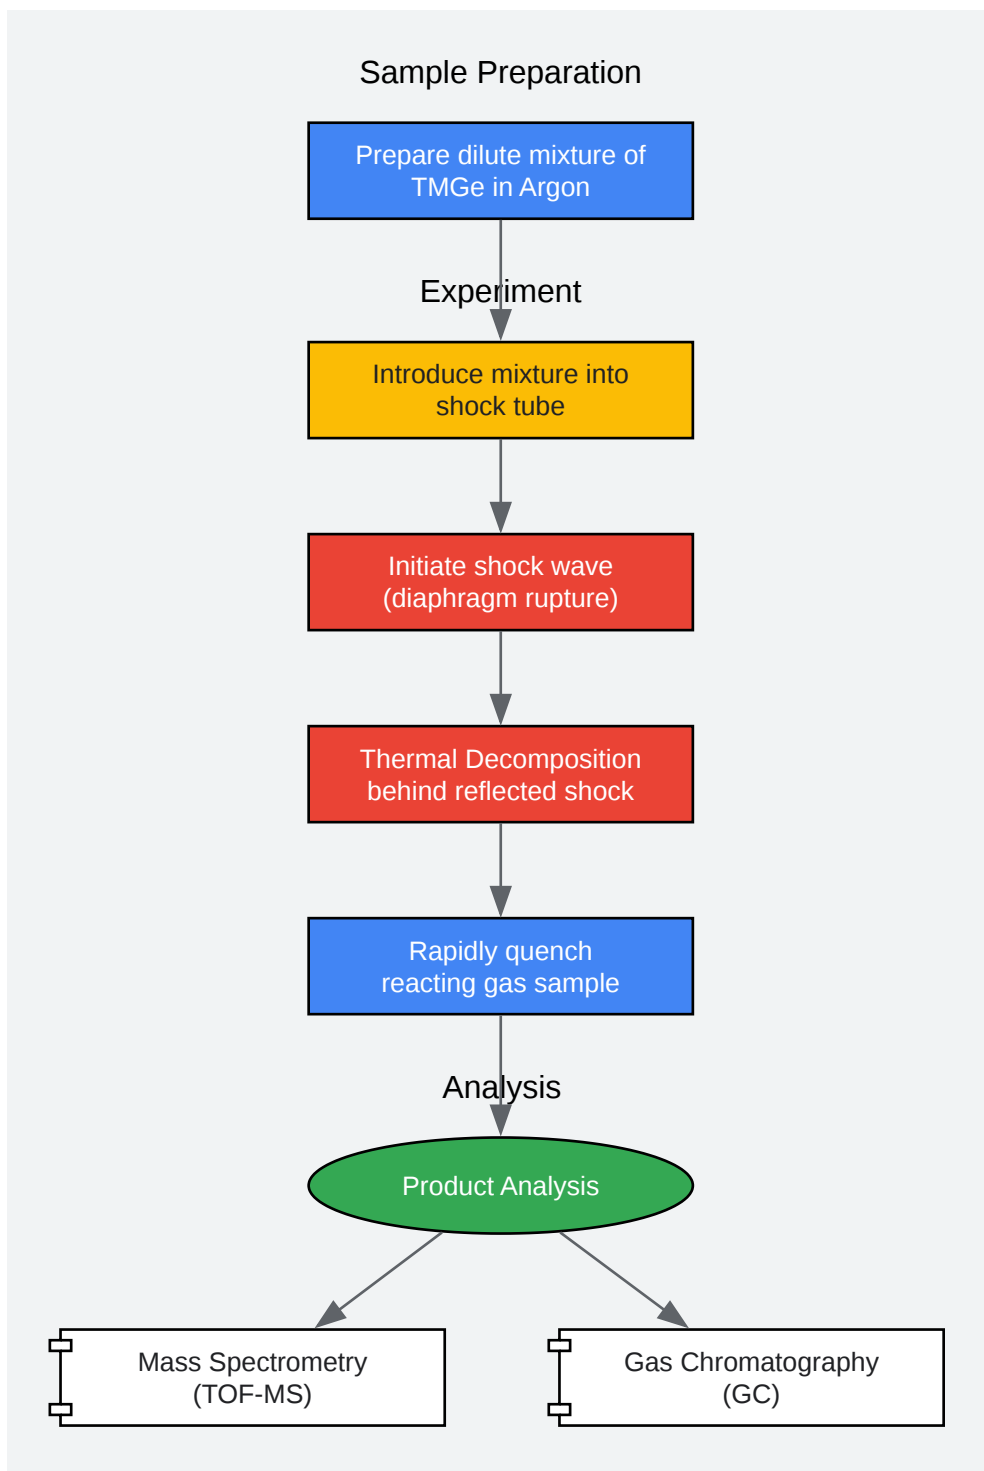 Sample Preparation
Prepare dilute mixture of
TMGe in Argon
Experiment
Introduce mixture into
shock tube
Initiate shock wave
(diaphragm rupture)
Thermal Decomposition
behind reflected shock
Rapidly quench
reacting gas sample
Analysis
Product Analysis
Mass Spectrometry
(TOF-MS)
Gas Chromatography
(GC)